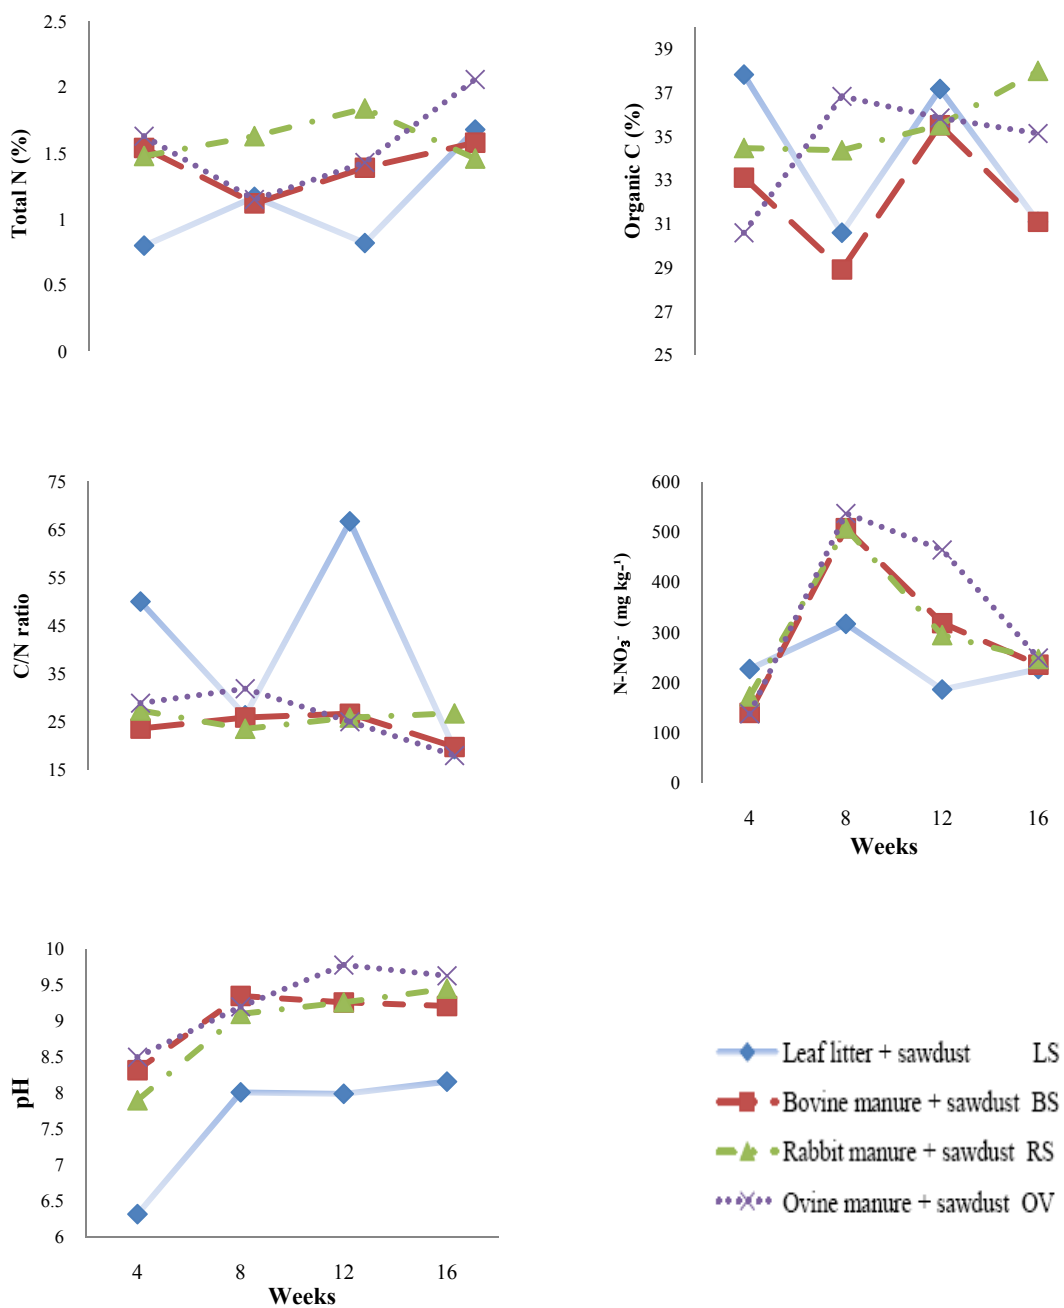 2.5
2
1.5
1
0.5
0
Total N (%)
39
37
35
33
31
29
27
25
Organic C (%)
75
65
55
45
35
25
15
C/N ratio
600
500
400
300
200
100
0
N-NO₃⁻ (mg kg-¹)
4 8 12 16
Weeks
10
9.5
9
8.5
8
7.5
7
6.5
6
pH
4 8 12 16
Weeks
Leaf litter + sawdust LS
Bovine manure + sawdust BS
Rabbit manure + sawdust RS
Ovine manure + sawdust OV